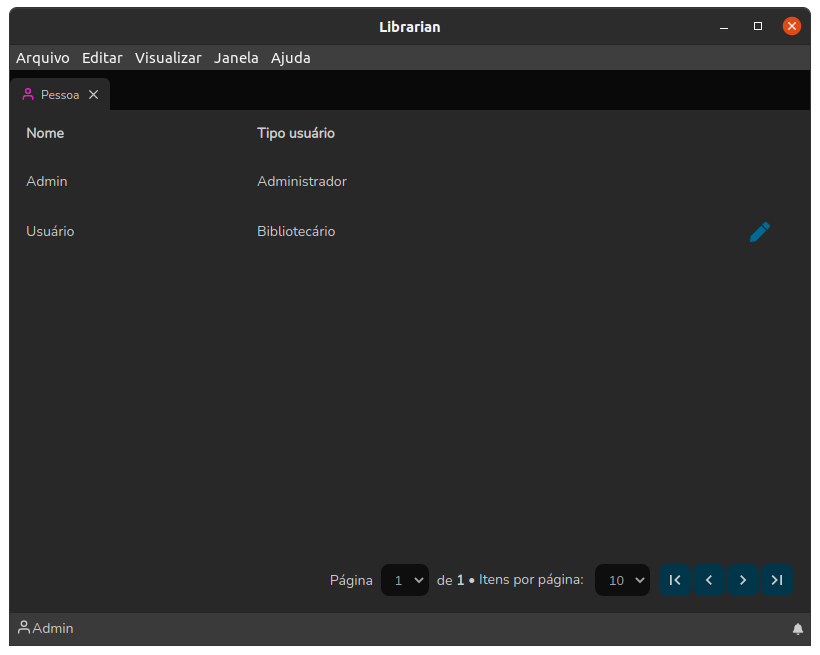 Librarian
Arquivo Editar Visualizar Janela Ajuda
Pessoa
Nome Tipo usuário
Admin Administrador
Usuário Bibliotecário
Página 1 de 1 • Itens por página: 10
Admin